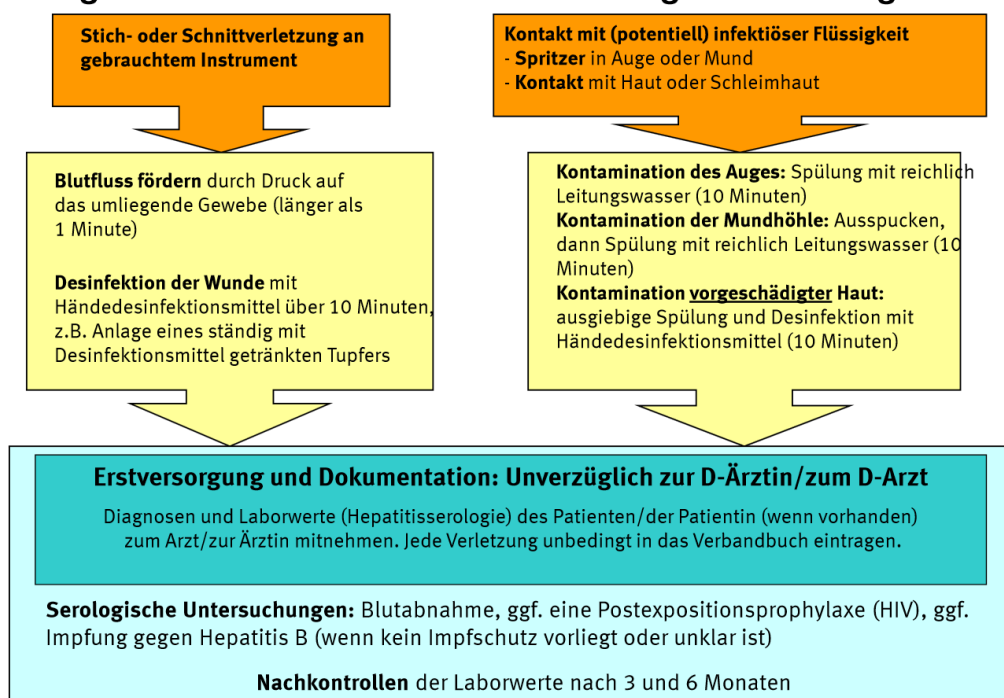 Stich- oder Schnittverletzung an
gebrauchtem Instrument
Kontakt mit (potentiell) infektiöser Flüssigkeit
- Spritzer in Auge oder Mund
- Kontakt mit Haut oder Schleimhaut
Blutfluss fördern durch Druck auf
das umliegende Gewebe (länger als
1 Minute)
Desinfektion der Wunde mit
Händedesinfektionsmittel über 10 Minuten,
z.B. Anlage eines ständig mit
Desinfektionsmittel getränkten Tupfers
Kontamination des Auges: Spülung mit reichlich
Leitungswasser (10 Minuten)
Kontamination der Mundhöhle: Ausspucken,
dann Spülung mit reichlich Leitungswasser (10
Minuten)
Kontamination vorgeschädigter Haut:
ausgiebige Spülung und Desinfektion mit
Händedesinfektionsmittel (10 Minuten)
Erstversorgung und Dokumentation: Unverzüglich zur D-Ärztin/zum D-Arzt
Diagnosen und Laborwerte (Hepatitisserologie) des Patienten/der Patientin (wenn vorhanden)
zum Arzt/zur Ärztin mitnehmen. Jede Verletzung unbedingt in das Verbandbuch eintragen.
Serologische Untersuchungen: Blutabnahme, ggf. eine Postexpositionsprophylaxe (HIV), ggf.
Impfung gegen Hepatitis B (wenn kein Impfschutz vorliegt oder unklar ist)
Nachkontrollen der Laborwerte nach 3 und 6 Monaten